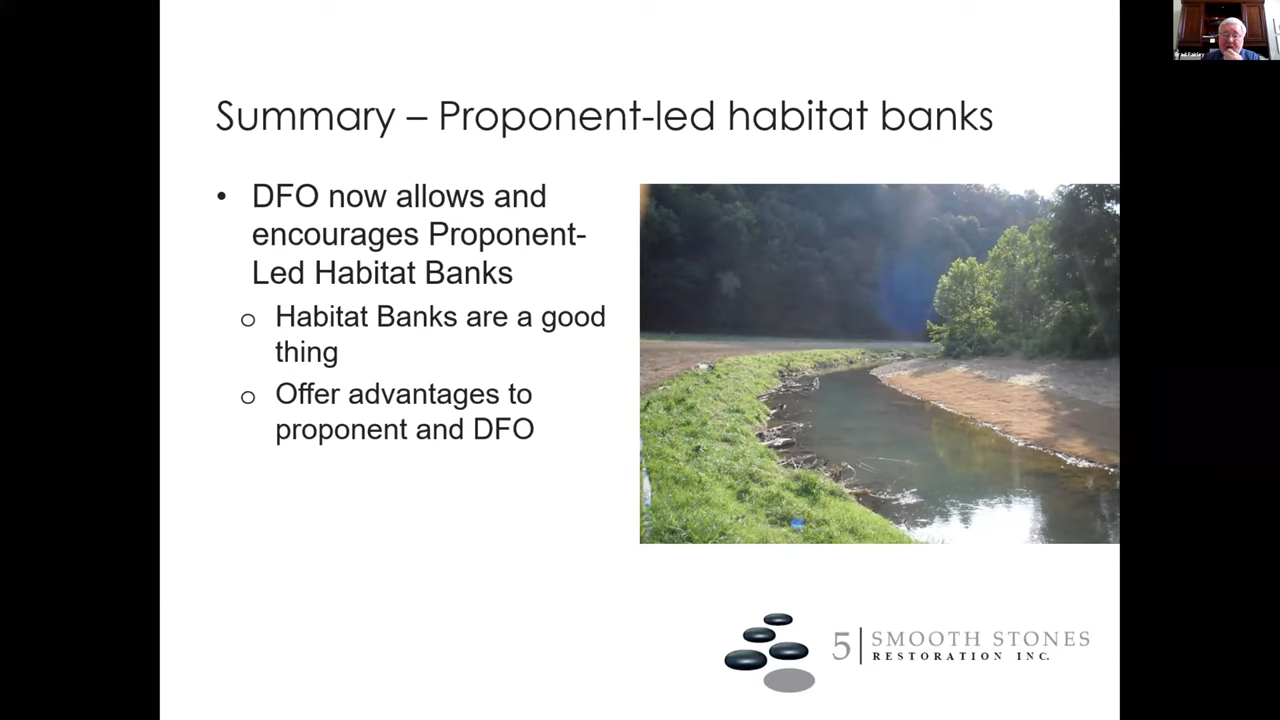 Summary – Proponent-led habitat banks
• DFO now allows and
encourages Proponent-
Led Habitat Banks
o Habitat Banks are a good
thing
o Offer advantages to
proponent and DFO
5 | SMOOTH STONES
RESTORATION INC.